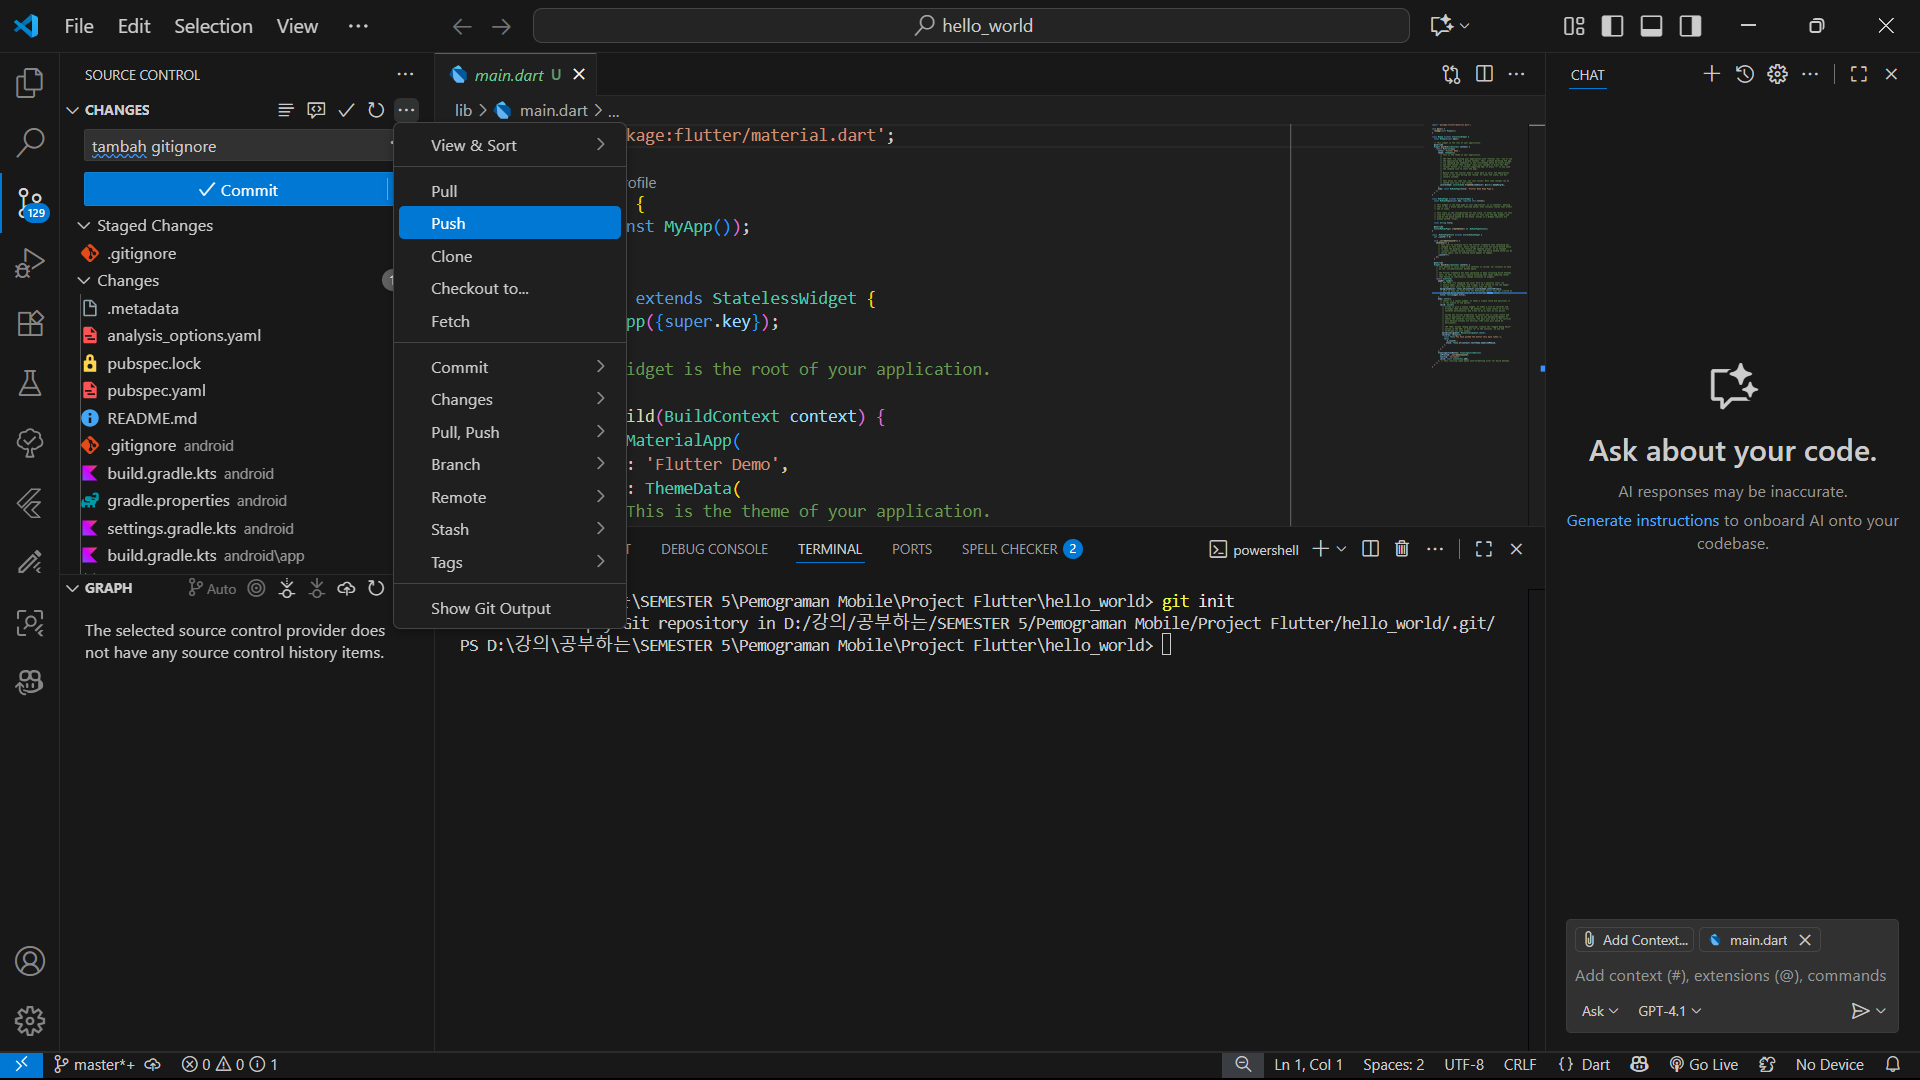 File Edit Selection View ...
hello_world
SOURCE CONTROL
CHANGES
tambah gitignore
Commit
Staged Changes
.gitignore
Changes
.metadata
analysis_options.yaml
pubspec.lock
pubspec.yaml
README.md
.gitignore android
build.gradle.kts android
gradle.properties android
settings.gradle.kts android
build.gradle.kts android\app
GRAPH
Auto
The selected source control provider does
not have any source control history items.
129
View & Sort
Pull
Push
Clone
Checkout to...
Fetch
Commit
Changes
Pull, Push
Branch
Remote
Stash
Tags
Show Git Output
main.dart U
lib > main.dart > ...
kage:flutter/material.dart';
rofile
{
nst MyApp());
extends StatelessWidget {
pp({super.key});
idget is the root of your application.
ild(BuildContext context) {
MaterialApp(
: 'Flutter Demo',
: ThemeData(
This is the theme of your application.
T DEBUG CONSOLE TERMINAL PORTS SPELL CHECKER 2
powershell
\SEMESTER 5\Pemograman Mobile\Project Flutter\hello_world> git init
Git repository in D:/강의/공부하는/SEMESTER 5/Pemograman Mobile/Project Flutter/hello_world/.git/
PS D:\강의\공부하는\SEMESTER 5\Pemograman Mobile\Project Flutter\hello_world>
CHAT
Ask about your code.
AI responses may be inaccurate.
Generate instructions to onboard AI onto your
codebase.
Add Context... main.dart
Add context (#), extensions (@), commands
Ask GPT-4.1
master*+ 0 0 1
Ln 1, Col 1 Spaces: 2 UTF-8 CRLF {} Dart Go Live No Device